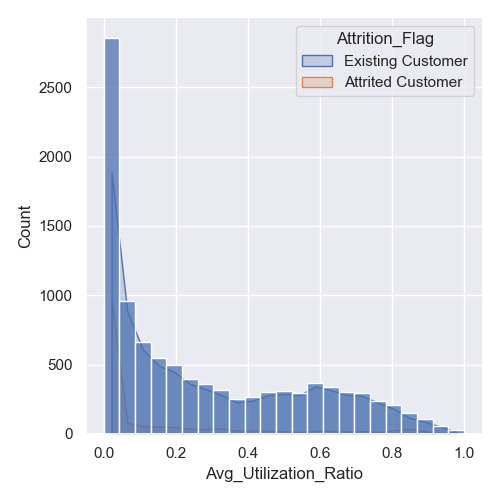 Attrition_Flag
Existing Customer
Attrited Customer
Count
2500
2000
1500
1000
500
0
0.0 0.2 0.4 0.6 0.8 1.0
Avg_Utilization_Ratio